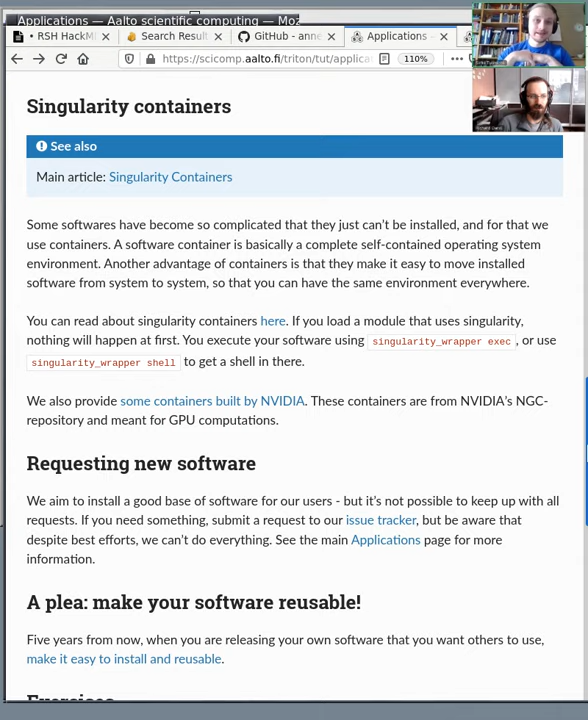 Applications — Aalto scientific computing — Moz
• RSH HackM
Search Result
GitHub - anne
Applications —
https://scicomp.aalto.fi/triton/tut/applica
110%
Singularity containers
See also
Main article: Singularity Containers
Some softwares have become so complicated that they just can't be installed, and for that we
use containers. A software container is basically a complete self-contained operating system
environment. Another advantage of containers is that they make it easy to move installed
software from system to system, so that you can have the same environment everywhere.
You can read about singularity containers here. If you load a module that uses singularity,
nothing will happen at first. You execute your software using singularity_wrapper exec , or use
singularity_wrapper shell to get a shell in there.
We also provide some containers built by NVIDIA. These containers are from NVIDIA's NGC-
repository and meant for GPU computations.
Requesting new software
We aim to install a good base of software for our users - but it's not possible to keep up with all
requests. If you need something, submit a request to our issue tracker, but be aware that
despite best efforts, we can't do everything. See the main Applications page for more
information.
A plea: make your software reusable!
Five years from now, when you are releasing your own software that you want others to use,
make it easy to install and reusable.
Exercises